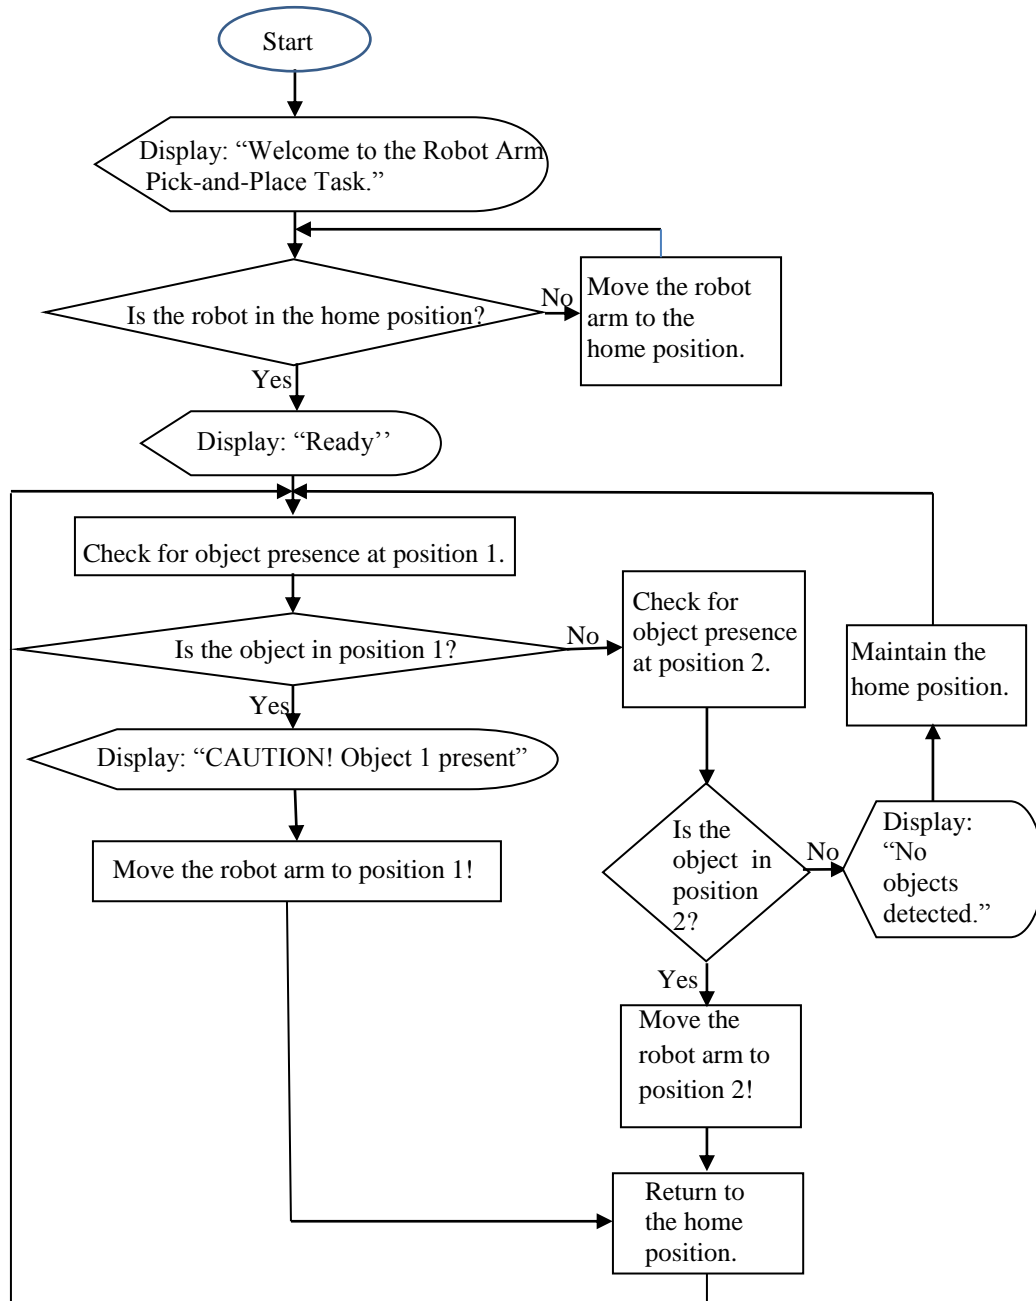 Start
Display: “Welcome to the Robot Arm
Pick-and-Place Task.”
Is the robot in the home position?
No
Move the robot
arm to the
home position.
Yes
Display: “Ready’’
Check for object presence at position 1.
Is the object in position 1?
No
Check for
object presence
at position 2.
Maintain the
home position.
Yes
Display: “CAUTION! Object 1 present”
Move the robot arm to position 1!
Is the
object in
position
2?
No
Display:
“No
objects
detected.”
Yes
Move the
robot arm to
position 2!
Return to
the home
position.